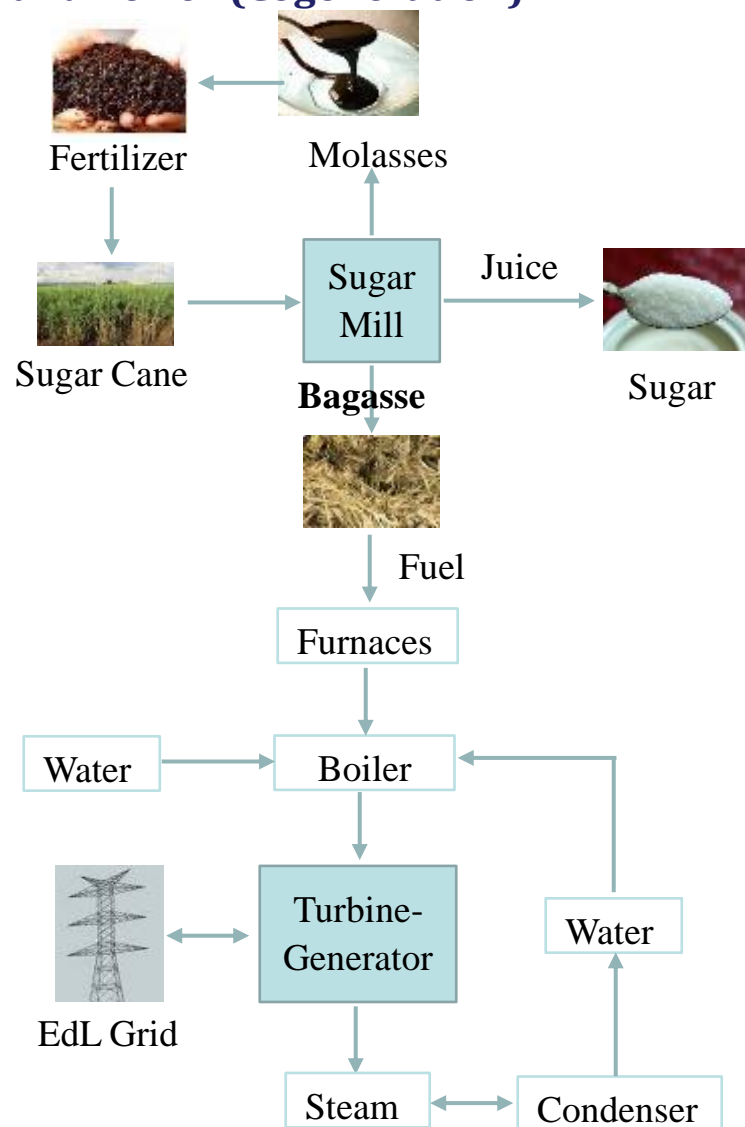 (Cogeneration)
Fertilizer
Molasses
Sugar
Mill
Juice
Sugar Cane
Sugar
Bagasse
Fuel
Furnaces
Water
Boiler
Turbine-
Generator
Water
EdL Grid
Steam
Condenser